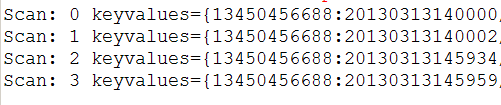 Scan: 0 keyvalues={13450456688:20130313140000,
Scan: 1 keyvalues={13450456688:20130313140002,
Scan: 2 keyvalues={13450456688:20130313145934,
Scan: 3 keyvalues={13450456688:20130313145959,